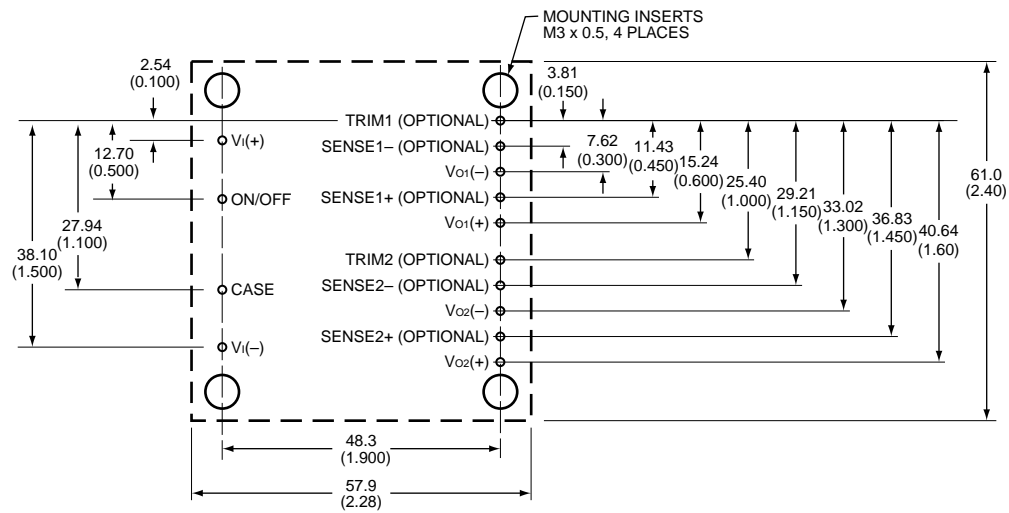 MOUNTING INSERTS
M3 x 0.5, 4 PLACES
2.54
(0.100)
3.81
(0.150)
TRIM1 (OPTIONAL)
VI(+)
SENSE1– (OPTIONAL)
12.70
(0.500)
7.62
(0.300)
11.43
(0.450)
15.24
(0.600)
VO1(–)
61.0
(2.40)
ON/OFF
SENSE1+ (OPTIONAL)
25.40
(1.000)
29.21
(1.150)
33.02
(1.300)
36.83
(1.450)
40.64
(1.60)
27.94
(1.100)
VO1(+)
38.10
(1.500)
TRIM2 (OPTIONAL)
CASE
SENSE2– (OPTIONAL)
VO2(–)
SENSE2+ (OPTIONAL)
VI(–)
VO2(+)
48.3
(1.900)
57.9
(2.28)